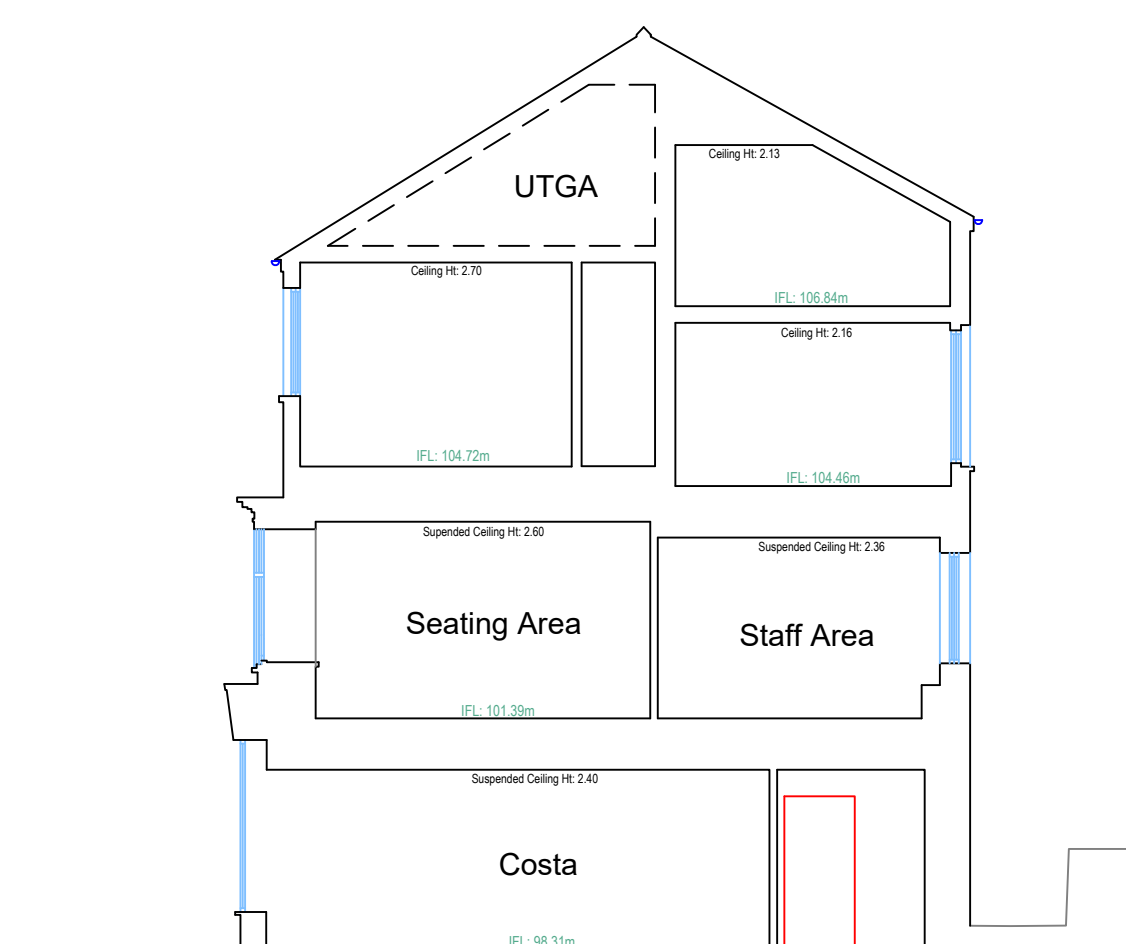 UTGA
Ceiling Ht: 2.13
Ceiling Ht: 2.70
IFL: 106.84m
Ceiling Ht: 2.16
IFL: 104.72m
IFL: 104.46m
Supended Ceiling Ht: 2.60
Suspended Ceiling Ht: 2.36
Seating Area
Staff Area
IFL: 101.39m
Suspended Ceiling Ht: 2.40
Costa
IFL: 98.31m